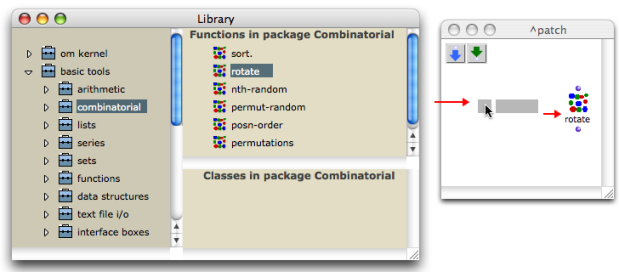 Library
om kernel
basic tools
arithmetic
combinatorial
lists
series
sets
functions
data structures
text file i/o
interface boxes
Functions in package Combinatorial
sort.
rotate
nth-random
permut-random
posn-order
permutations
Classes in package Combinatorial
^patch
rotate